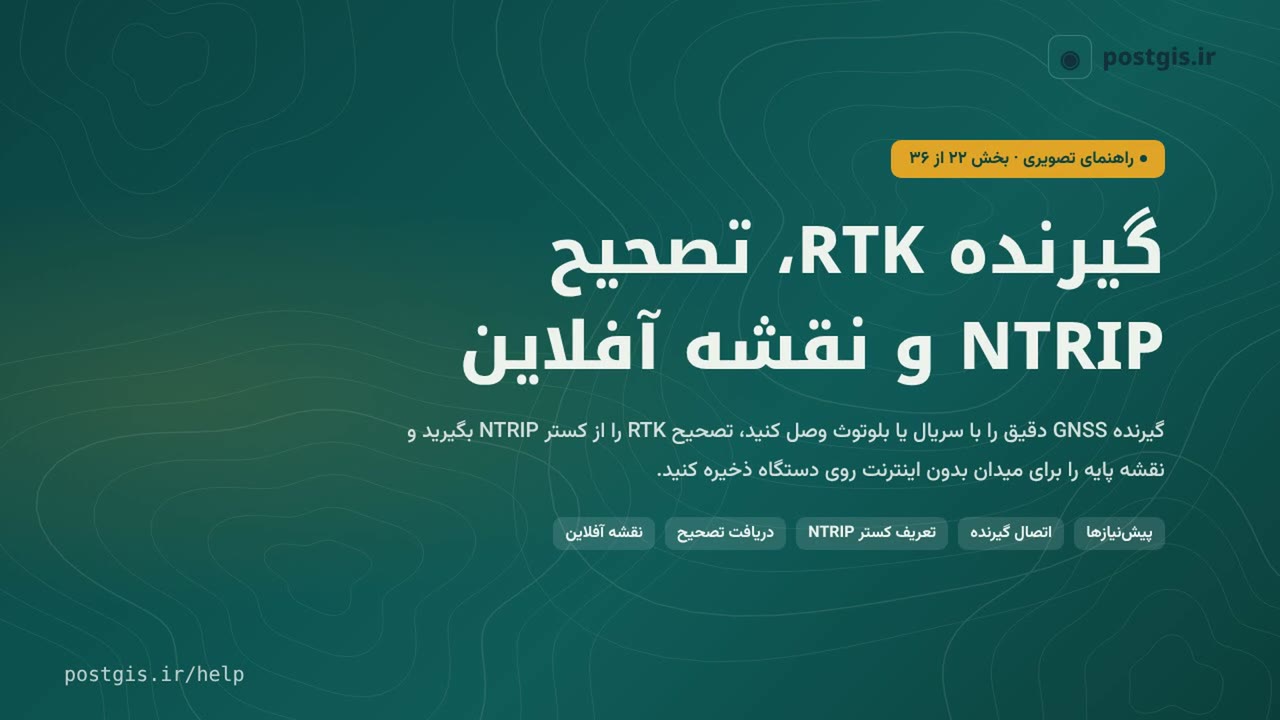 postgis.ir
• راهنمای تصویری · بخش ۲۲ از ۳۶
گیرنده RTK، تصحیح
NTRIP و نقشه آفلاین
گیرنده GNSS دقیق را با سریال یا بلوتوث وصل کنید، تصحیح RTK را از کستر NTRIP بگیرید و
نقشه پایه را برای میدان بدون اینترنت روی دستگاه ذخیره کنید.
پیش‌نیازها
اتصال گیرنده
تعریف کستر NTRIP
دریافت تصحیح
نقشه آفلاین
postgis.ir/help